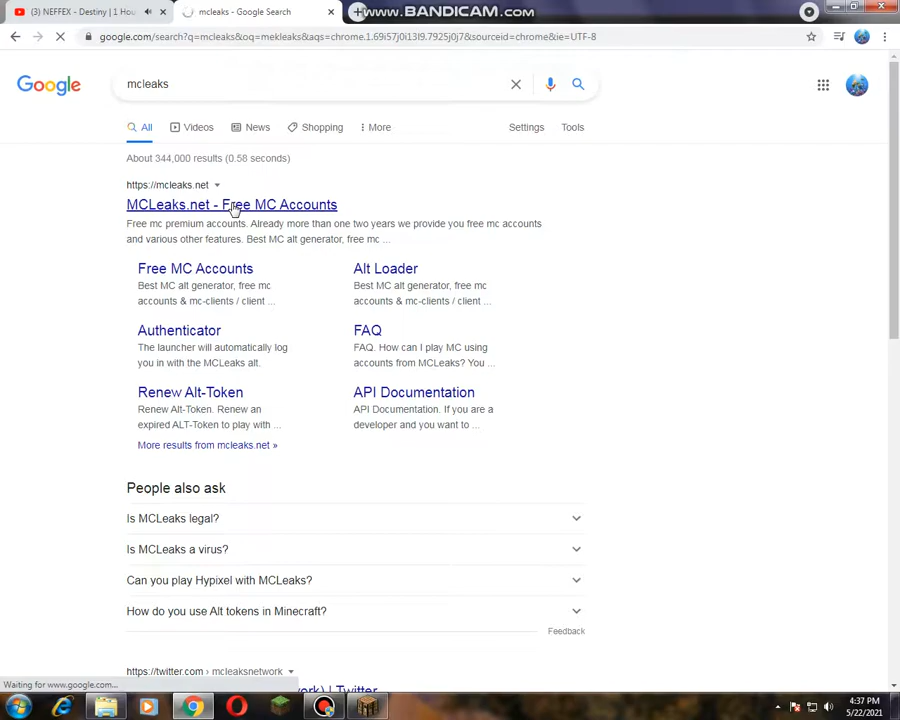 (3) NEFFEX - Destiny | 1 Hou
mcleaks - Google Search
www.BANDICAM.com
google.com/search?q=mcleaks&oq=mekleaks&aqs=chrome.1.69i57j0i13l9.7925j0j7&sourceid=chrome&ie=UTF-8
Google
mcleaks
All
Videos
News
Shopping
More
Settings
Tools
About 344,000 results (0.58 seconds)
https://mcleaks.net
MCLeaks.net - Free MC Accounts
Free mc premium accounts. Already more than one two years we provide you free mc accounts
and various other features. Best MC alt generator, free mc ...
Free MC Accounts
Best MC alt generator, free mc
accounts & mc-clients / client ...
Alt Loader
Best MC alt generator, free mc
accounts & mc-clients / client ...
Authenticator
The launcher will automatically log
you in with the MCLeaks alt.
FAQ
FAQ. How can I play MC using
accounts from MCLeaks? You ...
Renew Alt-Token
Renew Alt-Token. Renew an
expired ALT-Token to play with ...
API Documentation
API Documentation. If you are a
developer and you want to ...
More results from mcleaks.net »
People also ask
Is MCLeaks legal?
Is MCLeaks a virus?
Can you play Hypixel with MCLeaks?
How do you use Alt tokens in Minecraft?
Feedback
https://twitter.com › mcleaksnetwork
Waiting for www.google.com...
4:37 PM
5/22/2021